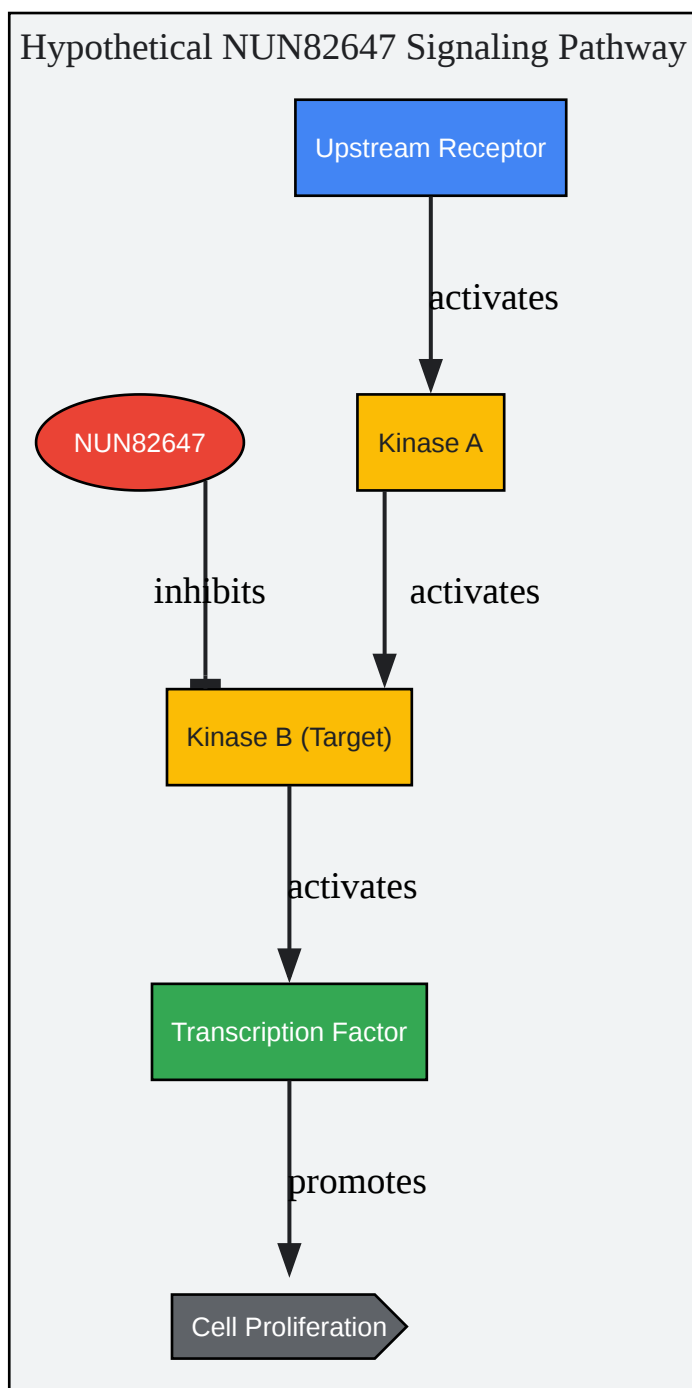 Hypothetical NUN82647 Signaling Pathway
Upstream Receptor
activates
NUN82647
Kinase A
inhibits
activates
Kinase B (Target)
activates
Transcription Factor
promotes
Cell Proliferation